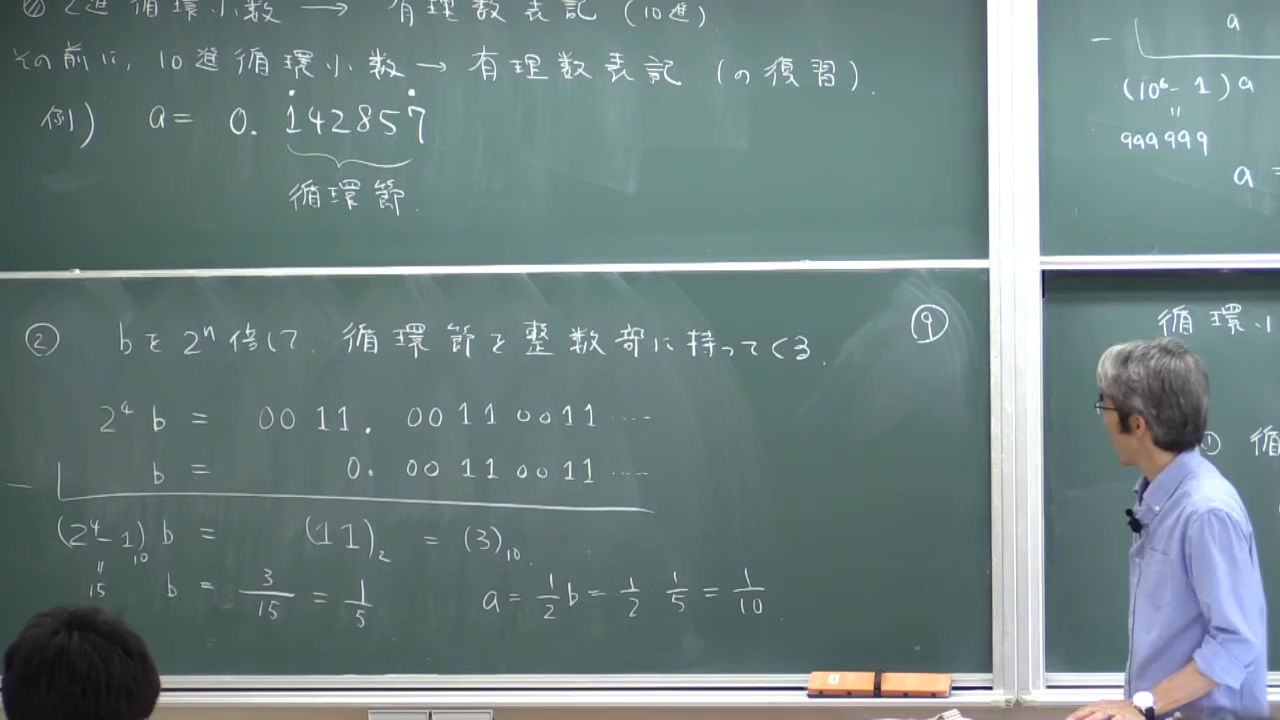 ② 2進循環小数 → 有理数表記 (10進)
その前に, 10進循環小数 → 有理数表記 (の復習).
例) a = 0.1̇428577̇
循環節.
② bを2ⁿ倍して, 循環節を整数部に持ってくる.
2⁴ b = 0011. 00110011 ....
- b = 0. 00110011 ....
(2⁴-1)₁₀ b = (11)₂ = (3)₁₀.
"
15 b = 3/15 = 1/5 a = 1/2 b = 1/2 · 1/5 = 1/10.
⑨
- a
(10⁶-1)a
"
999999
a =
循環小
① 循